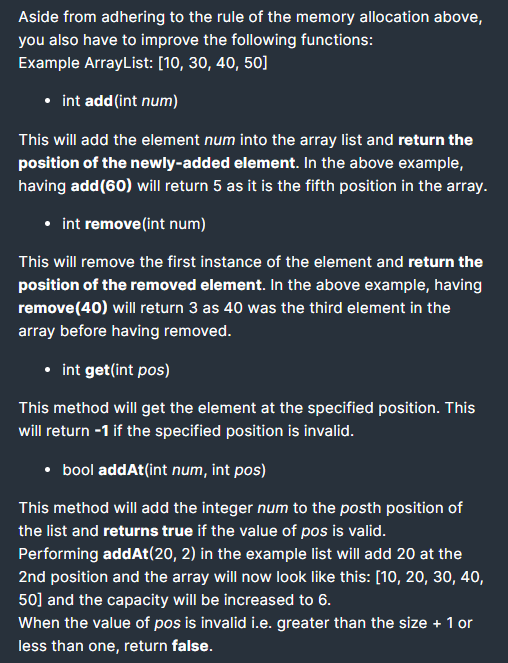 Aside from adhering to the rule of the memory allocation above,
you also have to improve the following functions:
Example ArrayList: [10, 30, 40, 50]
• int add(int num)
This will add the element num into the array list and return the
position of the newly-added element. In the above example,
having add(60) will return 5 as it is the fifth position in the array.
• int remove(int num)
This will remove the first instance of the element and return the
position of the removed element. In the above example, having
remove(40) will return 3 as 40 was the third element in the
array before having removed.
• int get(int pos)
This method will get the element at the specified position. This
will return -1 if the specified position is invalid.
• bool addAt(int num, int pos)
This method will add the integer num to the posth position of
the list and returns true if the value of pos is valid.
Performing addAt(20, 2) in the example list will add 20 at the
2nd position and the array will now look like this: [10, 20, 30, 40,
50] and the capacity will be increased to 6.
When the value of pos is invalid i.e. greater than the size + 1 or
less than one, return false.